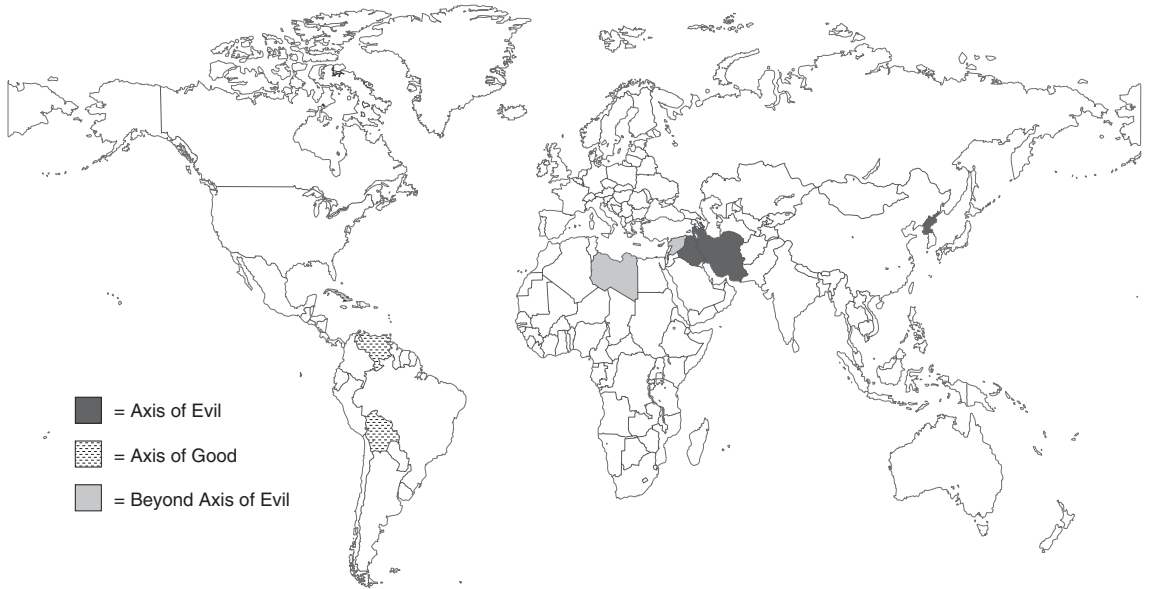 = Axis of Evil
= Axis of Good
= Beyond Axis of Evil